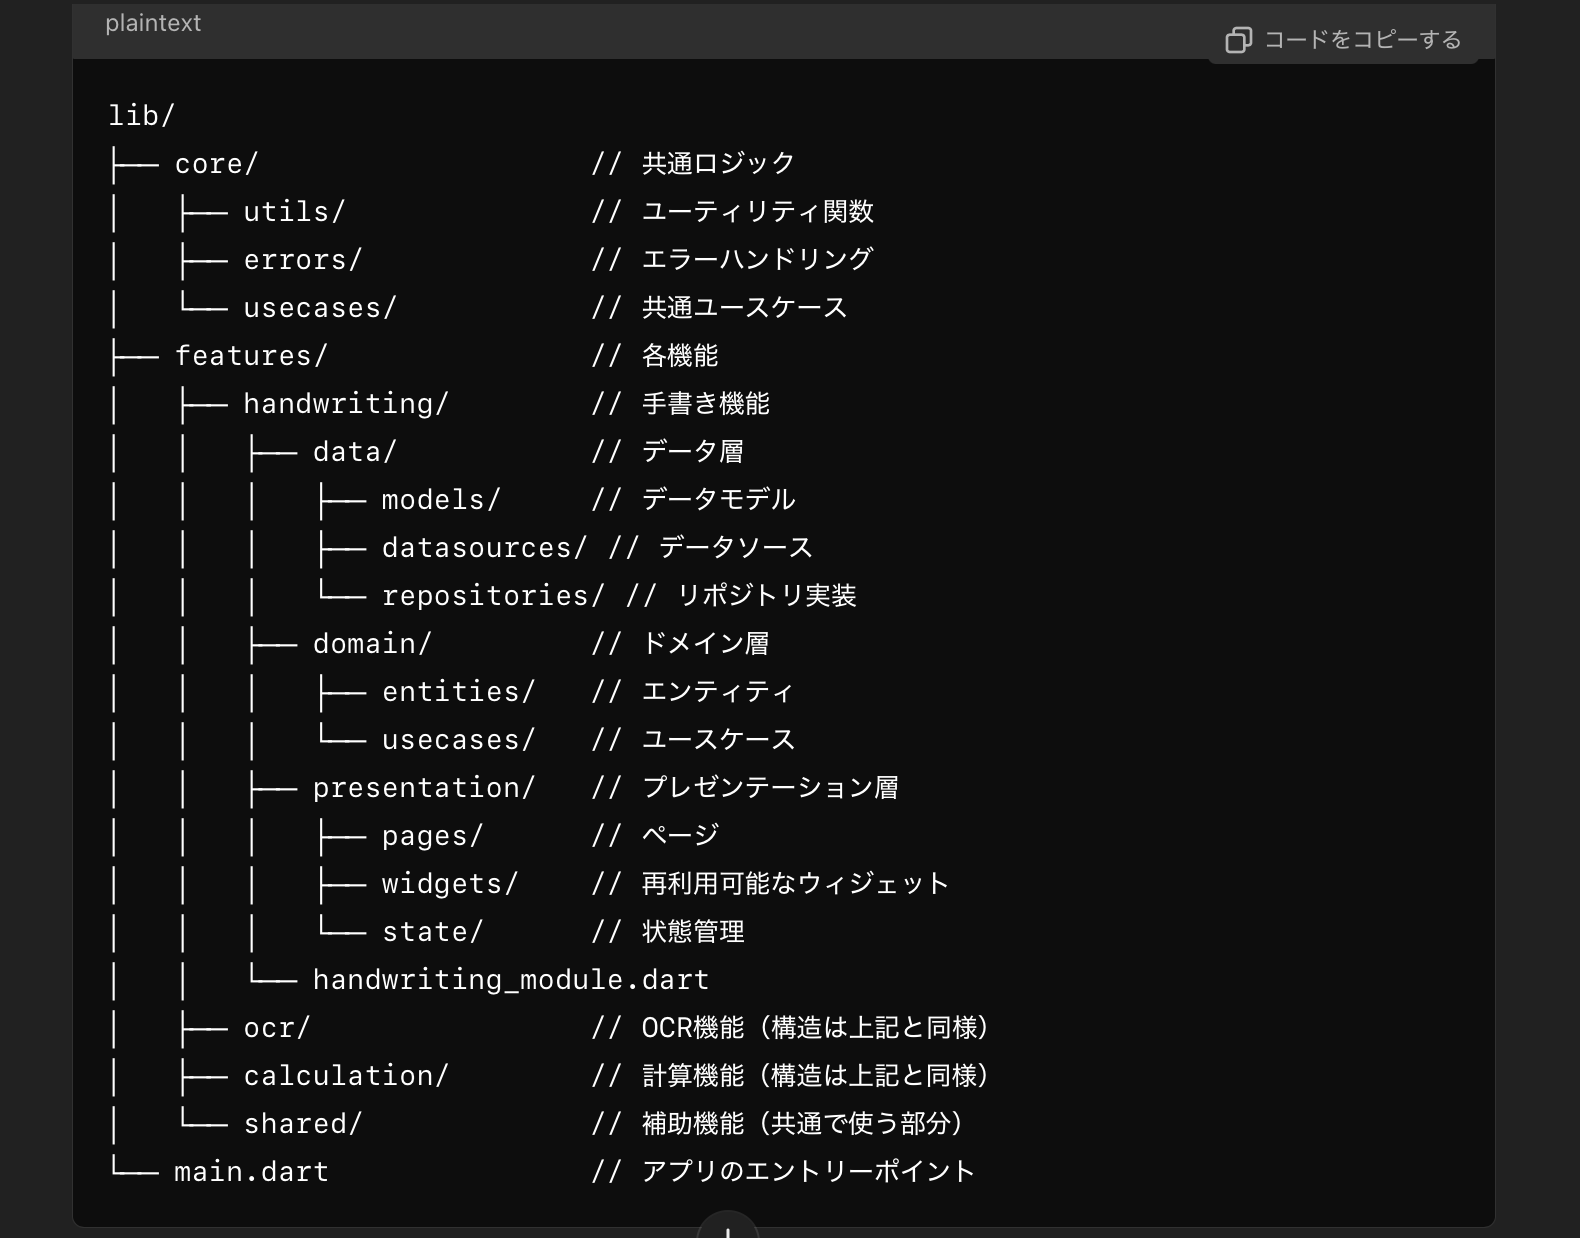 plaintext
コードをコピーする
lib/
├── core/                   // 共通ロジック
│   ├── utils/              // ユーティリティ関数
│   ├── errors/             // エラーハンドリング
│   └── usecases/           // 共通ユースケース
├── features/               // 各機能
│   ├── handwriting/        // 手書き機能
│   │   ├── data/           // データ層
│   │   │   ├── models/     // データモデル
│   │   │   ├── datasources/ // データソース
│   │   │   └── repositories/ // リポジトリ実装
│   │   ├── domain/         // ドメイン層
│   │   │   ├── entities/   // エンティティ
│   │   │   └── usecases/   // ユースケース
│   │   ├── presentation/   // プレゼンテーション層
│   │   │   ├── pages/      // ページ
│   │   │   ├── widgets/    // 再利用可能なウィジェット
│   │   │   └── state/      // 状態管理
│   │   └── handwriting_module.dart
│   ├── ocr/                // OCR機能（構造は上記と同様）
│   ├── calculation/        // 計算機能（構造は上記と同様）
│   └── shared/             // 補助機能（共通で使う部分）
└── main.dart               // アプリのエントリーポイント